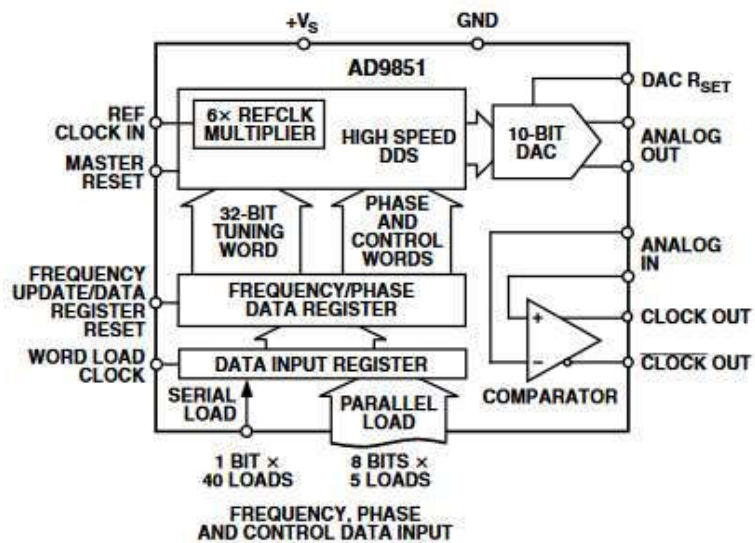 +VS
GND
AD9851
REF
CLOCK IN
6× REFCLK
MULTIPLIER
HIGH SPEED
DDS
10-BIT
DAC
DAC RSET
ANALOG
OUT
MASTER
RESET
32-BIT
TUNING
WORD
PHASE
AND
CONTROL
WORDS
ANALOG
IN
FREQUENCY
UPDATE/DATA
REGISTER
RESET
FREQUENCY/PHASE
DATA REGISTER
+
–
CLOCK OUT
CLOCK OUT
COMPARATOR
WORD LOAD
CLOCK
DATA INPUT REGISTER
SERIAL
LOAD
PARALLEL
LOAD
1 BIT ×
40 LOADS
8 BITS ×
5 LOADS
FREQUENCY, PHASE
AND CONTROL DATA INPUT